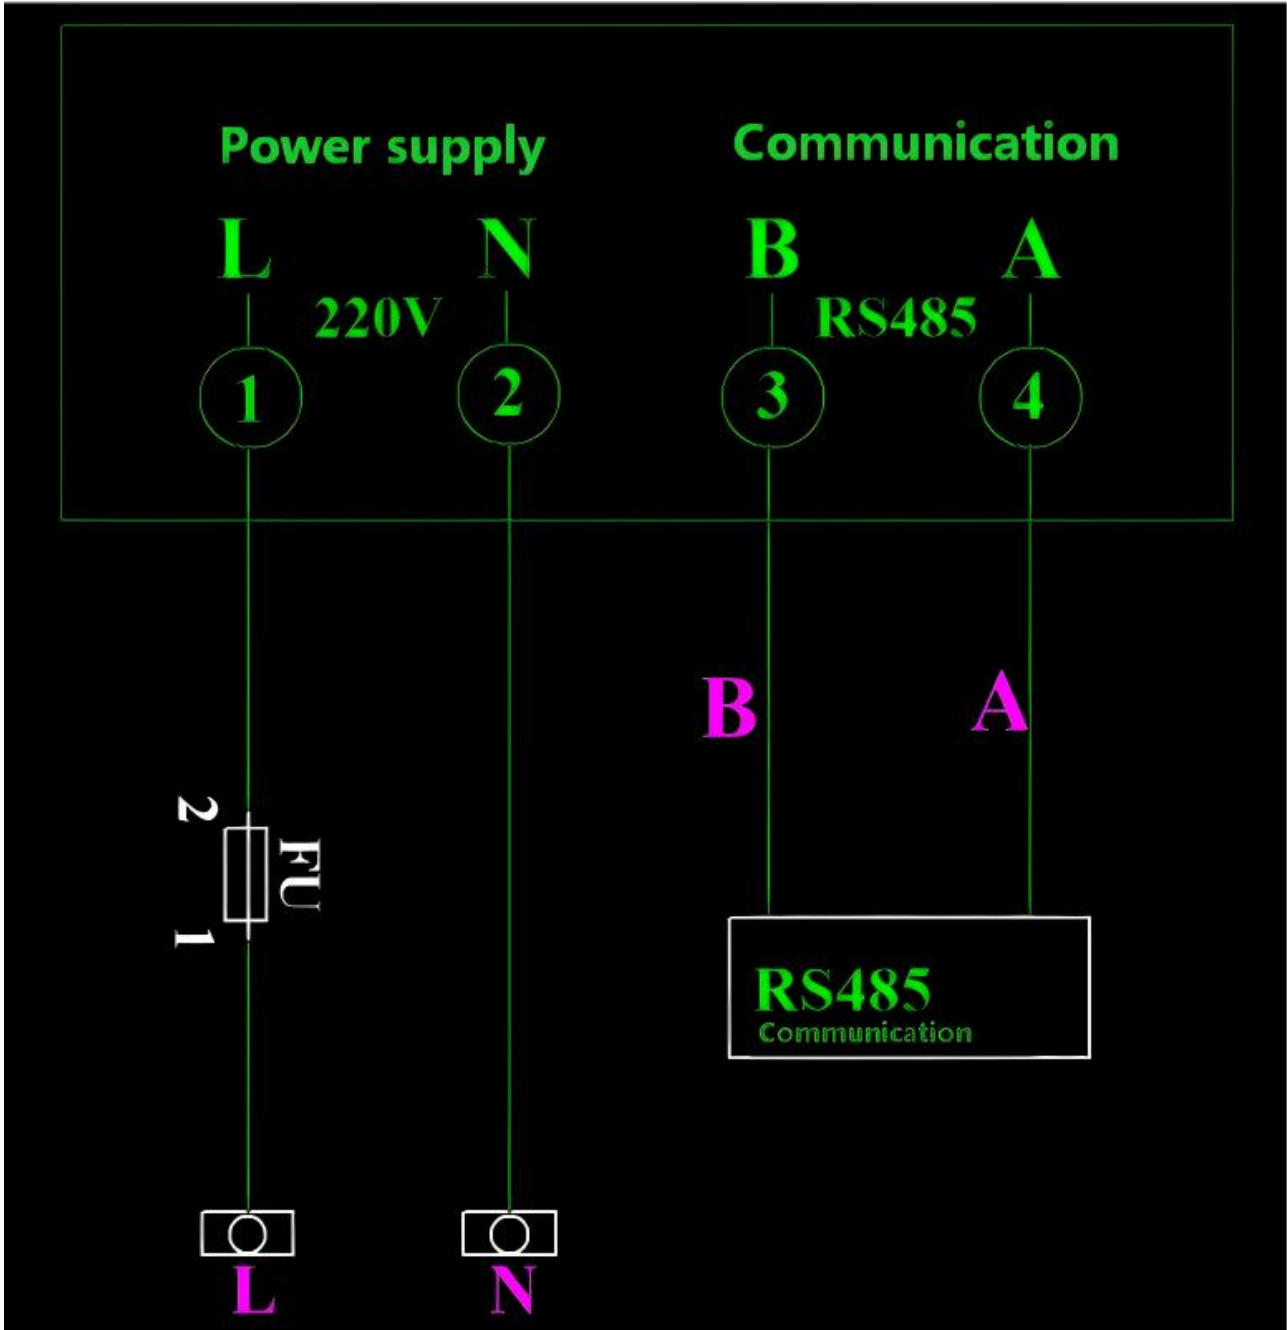 Power supply Communication
L N B A
220V RS485
1 2 3 4
B A
2
FU
1
RS485
Communication
L N